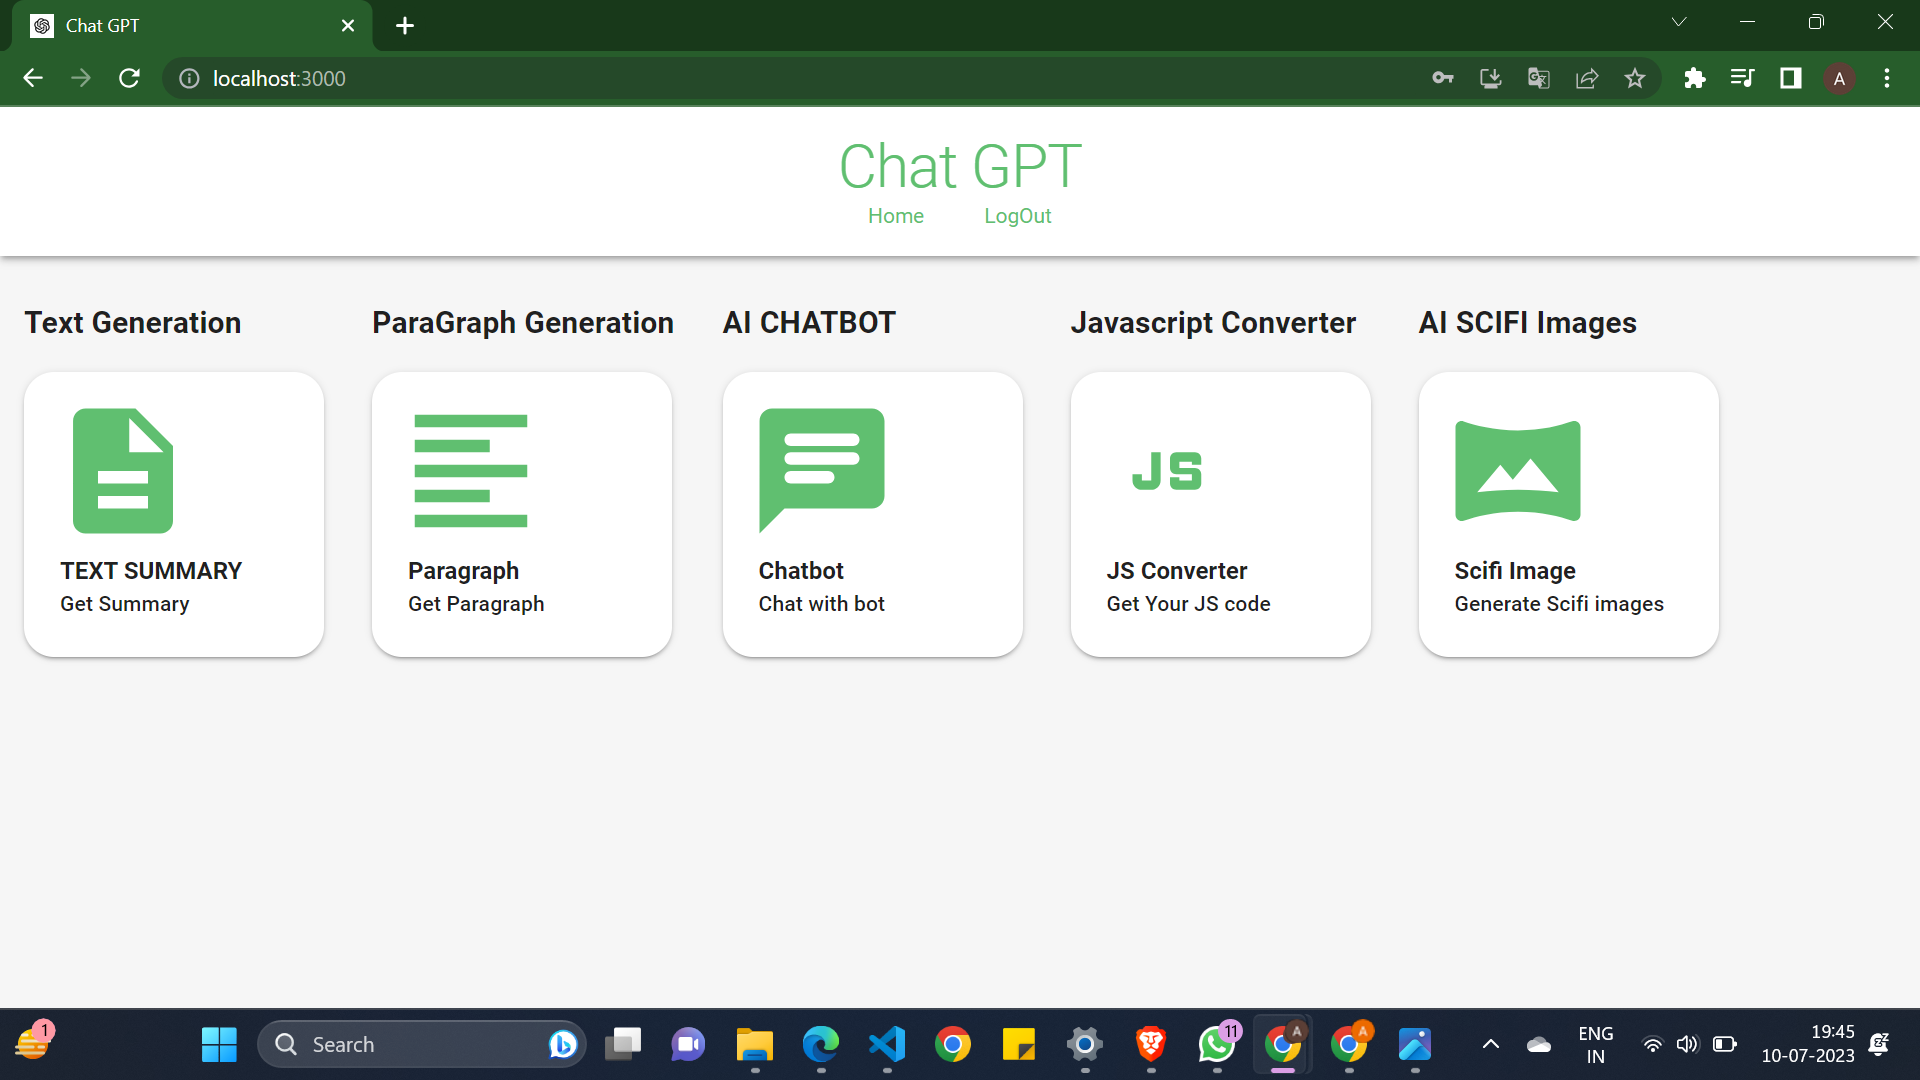 Chat GPT
localhost:3000
A
Chat GPT
Home LogOut
Text Generation
ParaGraph Generation
AI CHATBOT
Javascript Converter
AI SCIFI Images
JS
TEXT SUMMARY
Get Summary
Paragraph
Get Paragraph
Chatbot
Chat with bot
JS Converter
Get Your JS code
Scifi Image
Generate Scifi images
1
Search
11
A
A
ENG
IN
19:45
10-07-2023